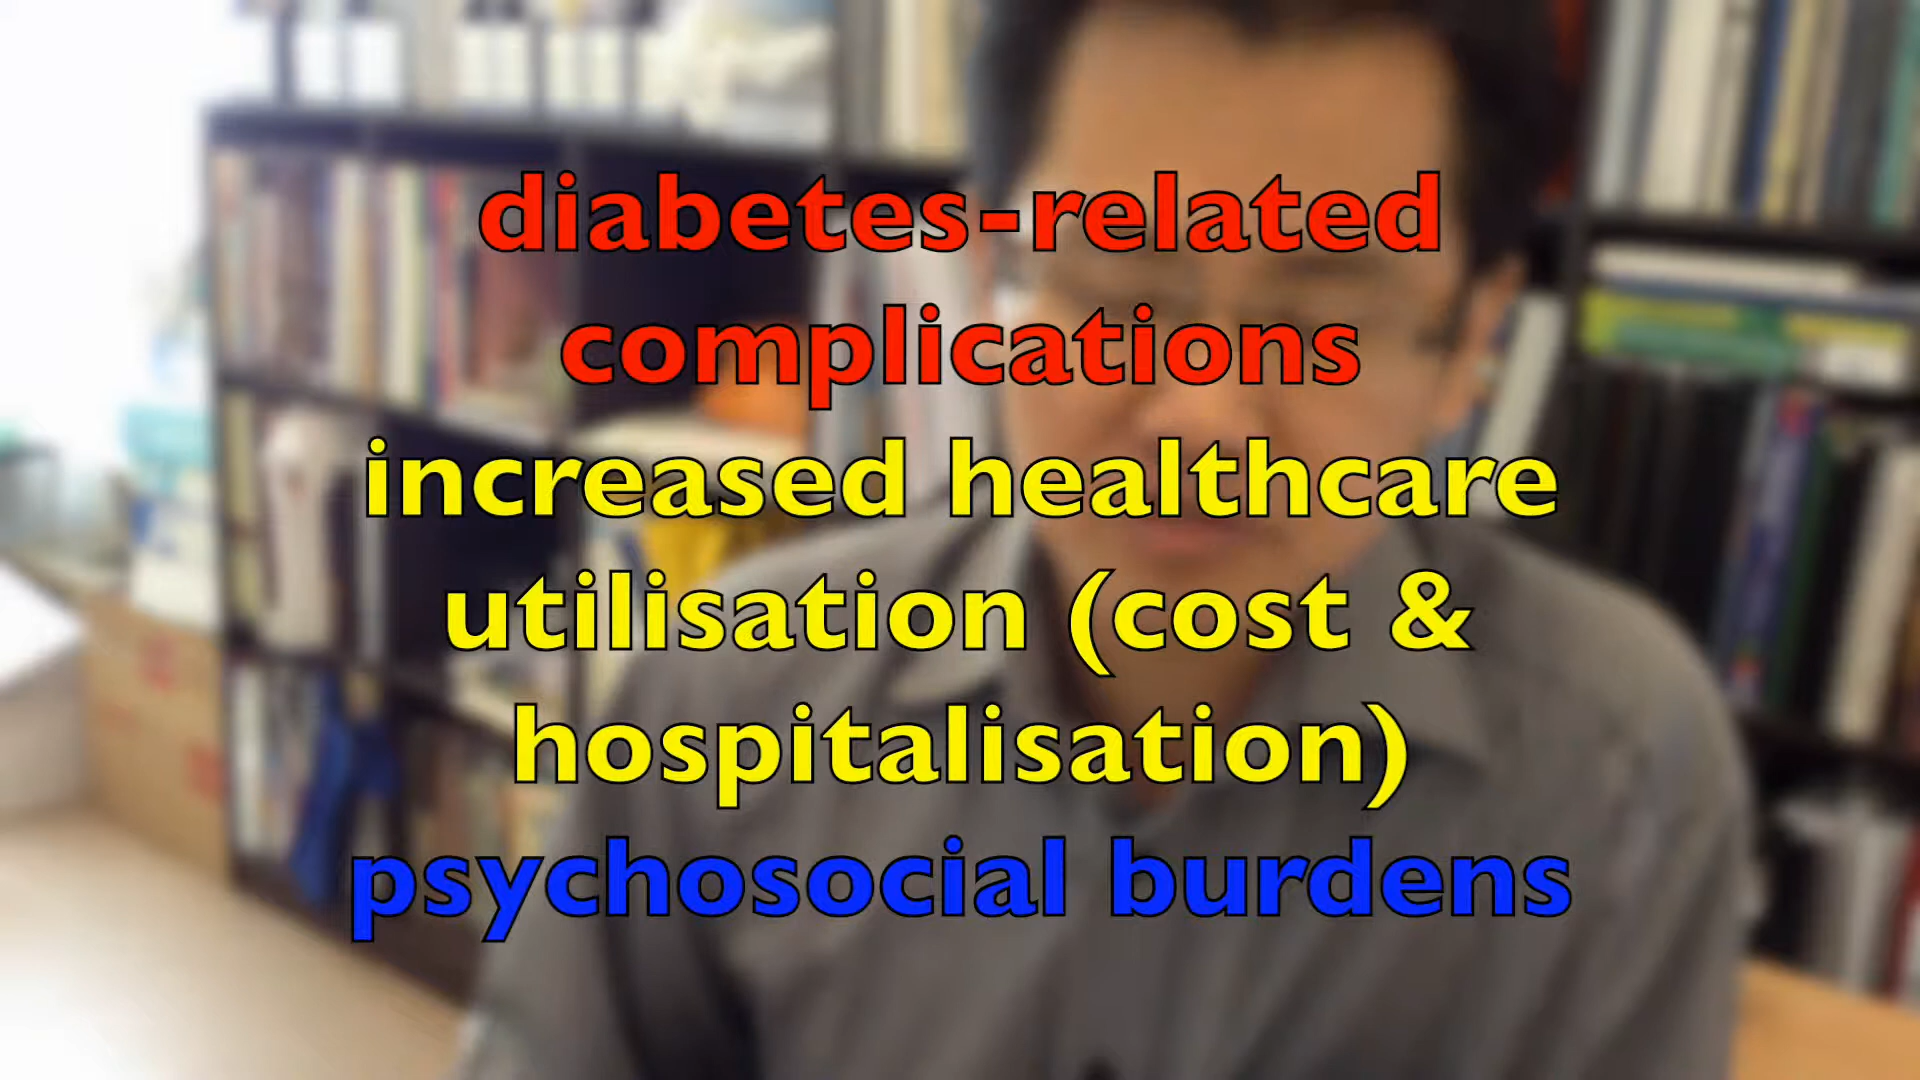 diabetes-related
complications
increased healthcare
utilisation (cost &
hospitalisation)
psychosocial burdens